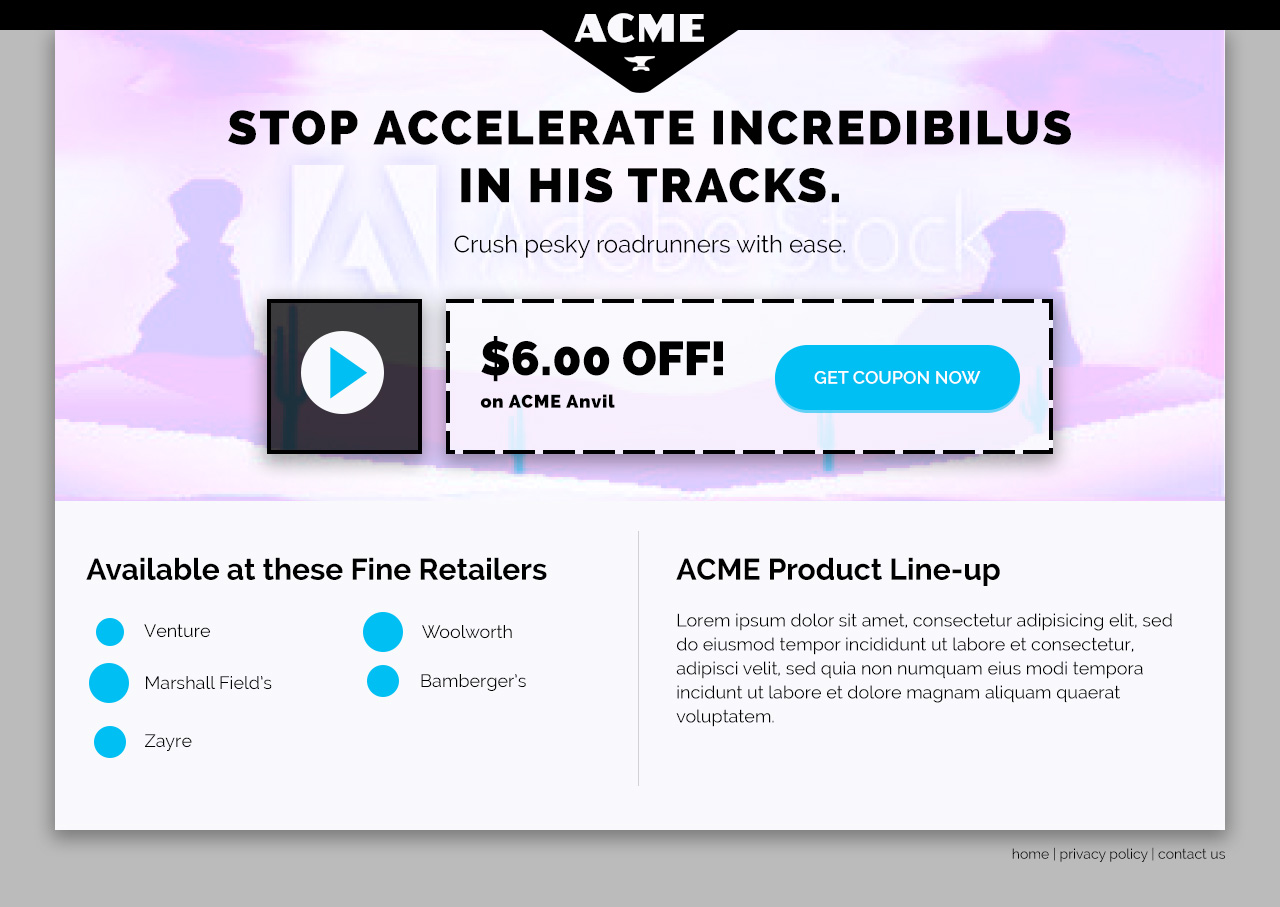 ACME
STOP ACCELERATE INCREDIBILUS
IN HIS TRACKS.
Adobe Stock
Crush pesky roadrunners with ease.
$6.00 OFF!
on ACME Anvil
GET COUPON NOW
Available at these Fine Retailers
Venture
Woolworth
Marshall Field's
Bamberger's
Zayre
ACME Product Line-up
Lorem ipsum dolor sit amet, consectetur adipisicing elit, sed
do eiusmod tempor incididunt ut labore et consectetur,
adipisci velit, sed quia non numquam eius modi tempora
incidunt ut labore et dolore magnam aliquam quaerat
voluptatem.
home | privacy policy | contact us